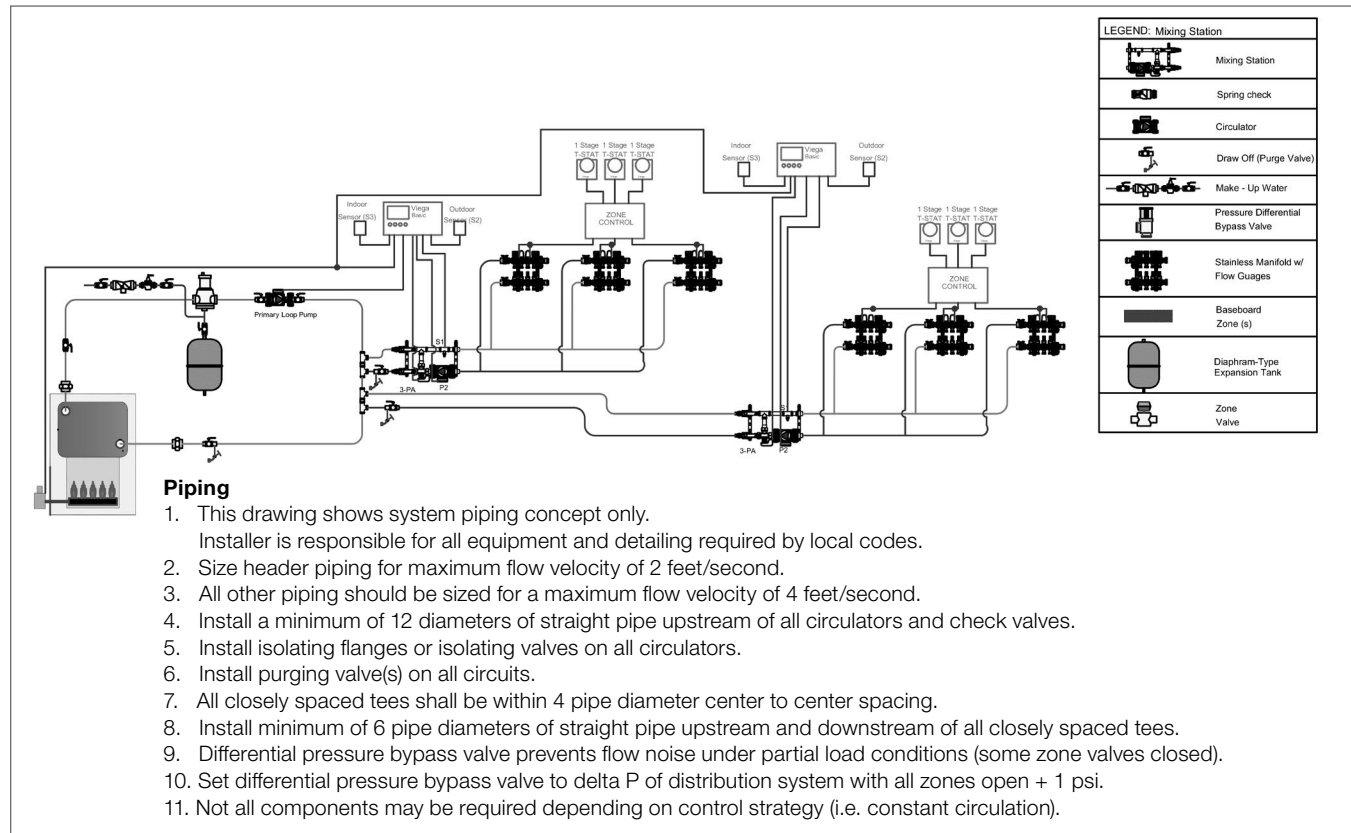 LEGEND: Mixing Station
Mixing Station
Spring check
Circulator
Draw Off (Purge Valve)
Make - Up Water
Pressure Differential
Bypass Valve
Stainless Manifold w/
Flow Guages
Baseboard
Zone (s)
Diaphram-Type
Expansion Tank
Zone
Valve
1 Stage 1 Stage 1 Stage
T-STAT T-STAT T-STAT
ZONE
CONTROL
Indoor
Sensor (S3)
Viega
Basic
Outdoor
Sensor (S2)
Indoor
Sensor (S3)
Viega
Basic
Outdoor
Sensor (S2)
1 Stage 1 Stage 1 Stage
T-STAT T-STAT T-STAT
ZONE
CONTROL
Primary Loop Pump
S1
3-PA
P2
S
3-PA
P2
Piping
1. This drawing shows system piping concept only.
Installer is responsible for all equipment and detailing required by local codes.
2. Size header piping for maximum flow velocity of 2 feet/second.
3. All other piping should be sized for a maximum flow velocity of 4 feet/second.
4. Install a minimum of 12 diameters of straight pipe upstream of all circulators and check valves.
5. Install isolating flanges or isolating valves on all circulators.
6. Install purging valve(s) on all circuits.
7. All closely spaced tees shall be within 4 pipe diameter center to center spacing.
8. Install minimum of 6 pipe diameters of straight pipe upstream and downstream of all closely spaced tees.
9. Differential pressure bypass valve prevents flow noise under partial load conditions (some zone valves closed).
10. Set differential pressure bypass valve to delta P of distribution system with all zones open + 1 psi.
11. Not all components may be required depending on control strategy (i.e. constant circulation).